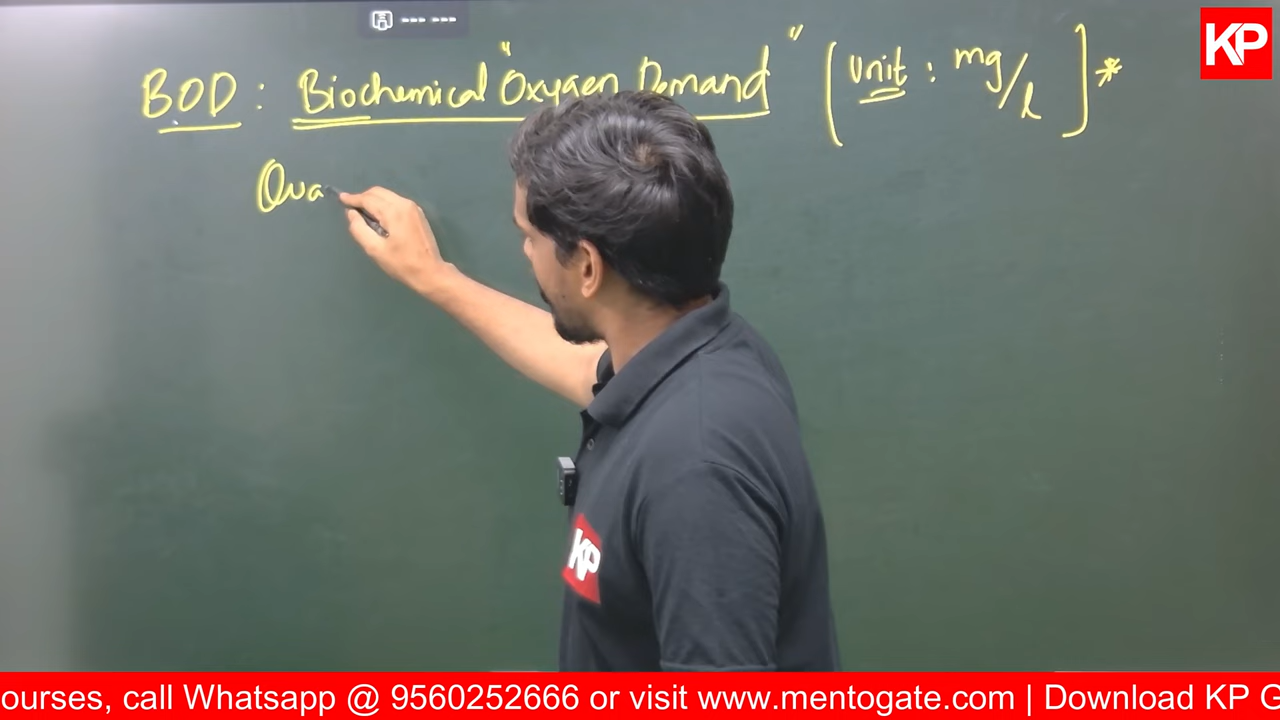 KP
BOD : Biochemical "Oxygen Demand" [Unit : mg/l]*
Qua
KP
ourses, call Whatsapp @ 9560252666 or visit www.mentogate.com | Download KP G